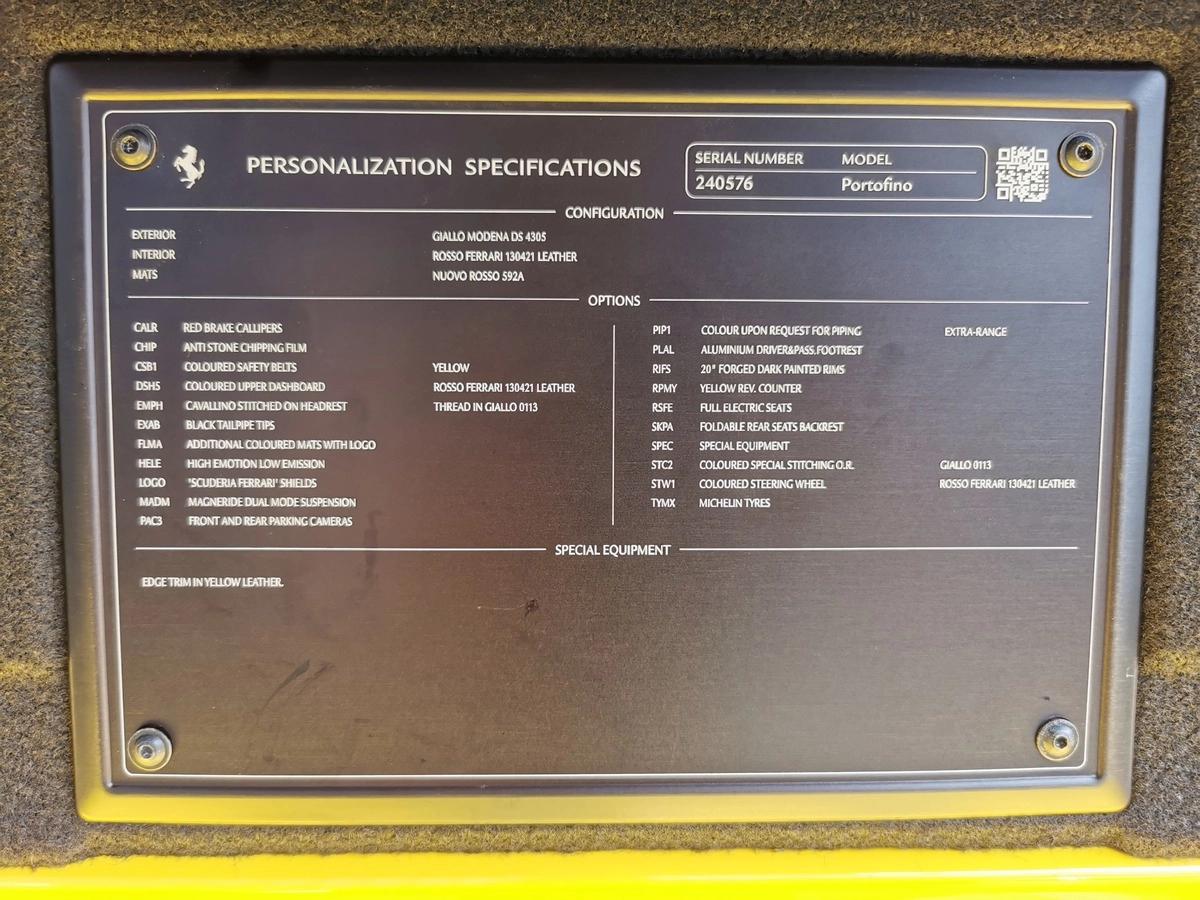 PERSONALIZATION SPECIFICATIONS
SERIAL NUMBER MODEL
240576 Portofino
CONFIGURATION
EXTERIOR GIALLO MODENA DS 4305
INTERIOR ROSSO FERRARI 130421 LEATHER
MATS NUOVO ROSSO 592A
OPTIONS
CALR RED BRAKE CALLIPERS
CHIP ANTI STONE CHIPPING FILM
CSB1 COLOURED SAFETY BELTS YELLOW
DSH5 COLOURED UPPER DASHBOARD ROSSO FERRARI 130421 LEATHER
EMPH CAVALLINO STITCHED ON HEADREST THREAD IN GIALLO 0113
EXAB BLACK TAILPIPE TIPS
FLMA ADDITIONAL COLOURED MATS WITH LOGO
HELE HIGH EMOTION LOW EMISSION
LOGO "SCUDERIA FERRARI" SHIELDS
MADM MAGNERIDE DUAL MODE SUSPENSION
PAC3 FRONT AND REAR PARKING CAMERAS
PIP1 COLOUR UPON REQUEST FOR PIPING EXTRA-RANGE
PLAL ALUMINIUM DRIVER&PASS.FOOTREST
RIFS 20" FORGED DARK PAINTED RIMS
RPMY YELLOW REV. COUNTER
RSFE FULL ELECTRIC SEATS
SKPA FOLDABLE REAR SEATS BACKREST
SPEC SPECIAL EQUIPMENT
STC2 COLOURED SPECIAL STITCHING O.R. GIALLO 0113
STW1 COLOURED STEERING WHEEL ROSSO FERRARI 130421 LEATHER
TYMX MICHELIN TYRES
SPECIAL EQUIPMENT
EDGE TRIM IN YELLOW LEATHER.